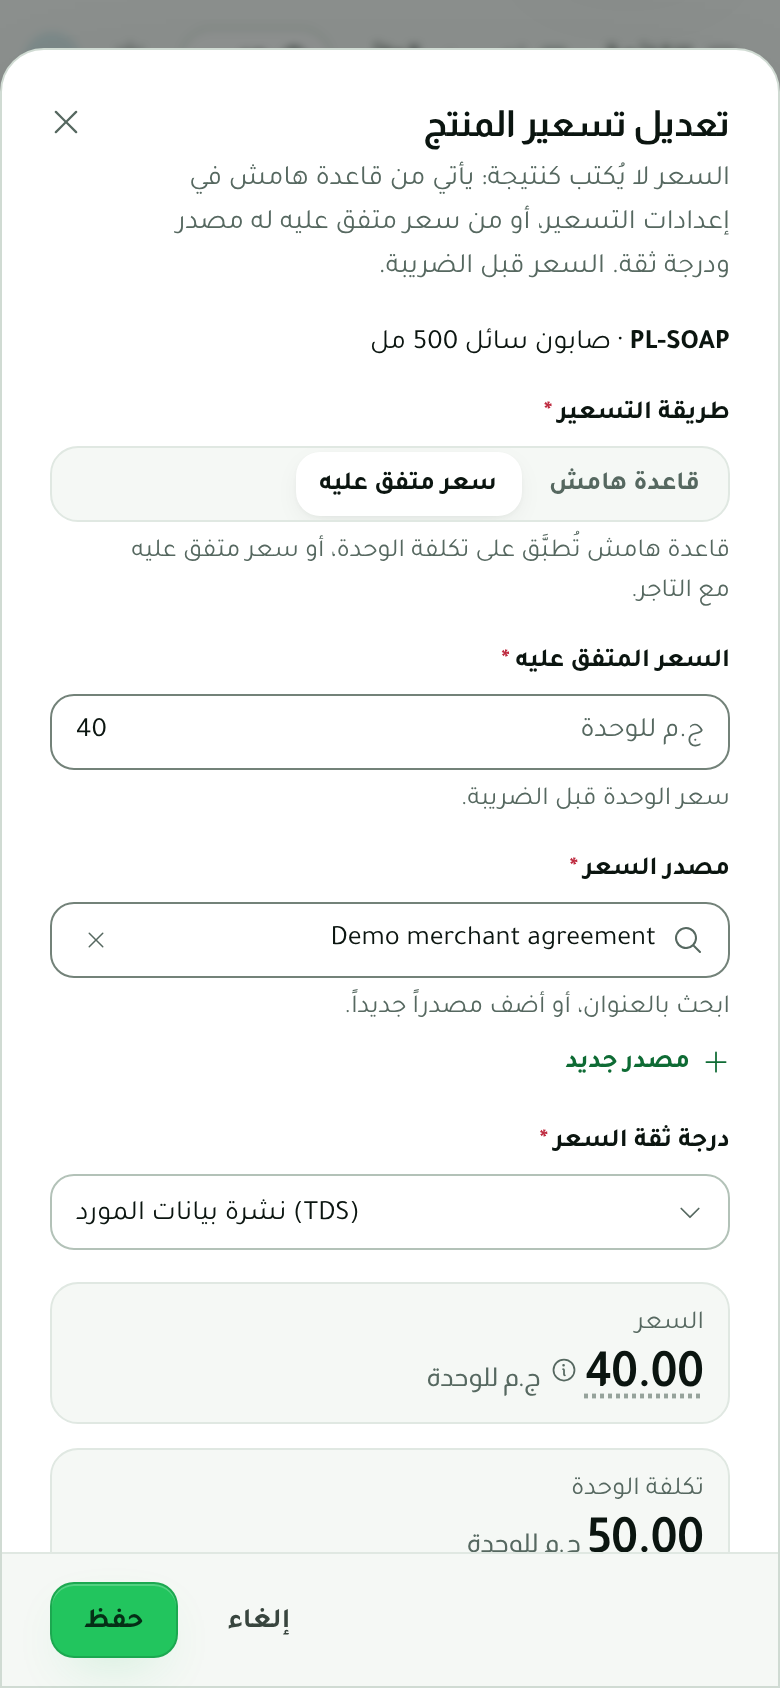 تعديل تسعير المنتج
السعر لا يُكتب كنتيجة: يأتي من قاعدة هامش في
إعدادات التسعير، أو من سعر متفق عليه له مصدر
ودرجة ثقة. السعر قبل الضريبة.
PL-SOAP · صابون سائل 500 مل
طريقة التسعير *
قاعدة هامش
سعر متفق عليه
قاعدة هامش تُطبَّق على تكلفة الوحدة، أو سعر متفق عليه
مع التاجر.
السعر المتفق عليه *
ج.م للوحدة
40
سعر الوحدة قبل الضريبة.
مصدر السعر *
Demo merchant agreement
ابحث بالعنوان، أو أضف مصدراً جديداً.
+ مصدر جديد
درجة ثقة السعر *
نشرة بيانات المورد (TDS)
السعر
40.00 ج.م للوحدة
تكلفة الوحدة
50.00 ج.م للوحدة
إلغاء
حفظ